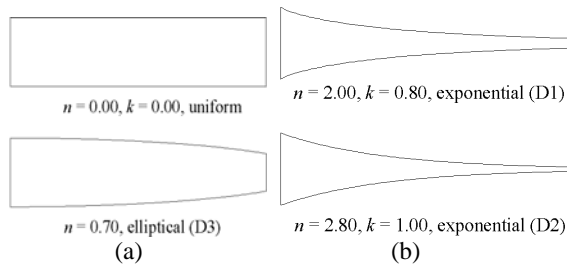 n = 0.00, k = 0.00, uniform
n = 2.00, k = 0.80, exponential (D1)
n = 0.70, elliptical (D3)
n = 2.80, k = 1.00, exponential (D2)
(a)
(b)